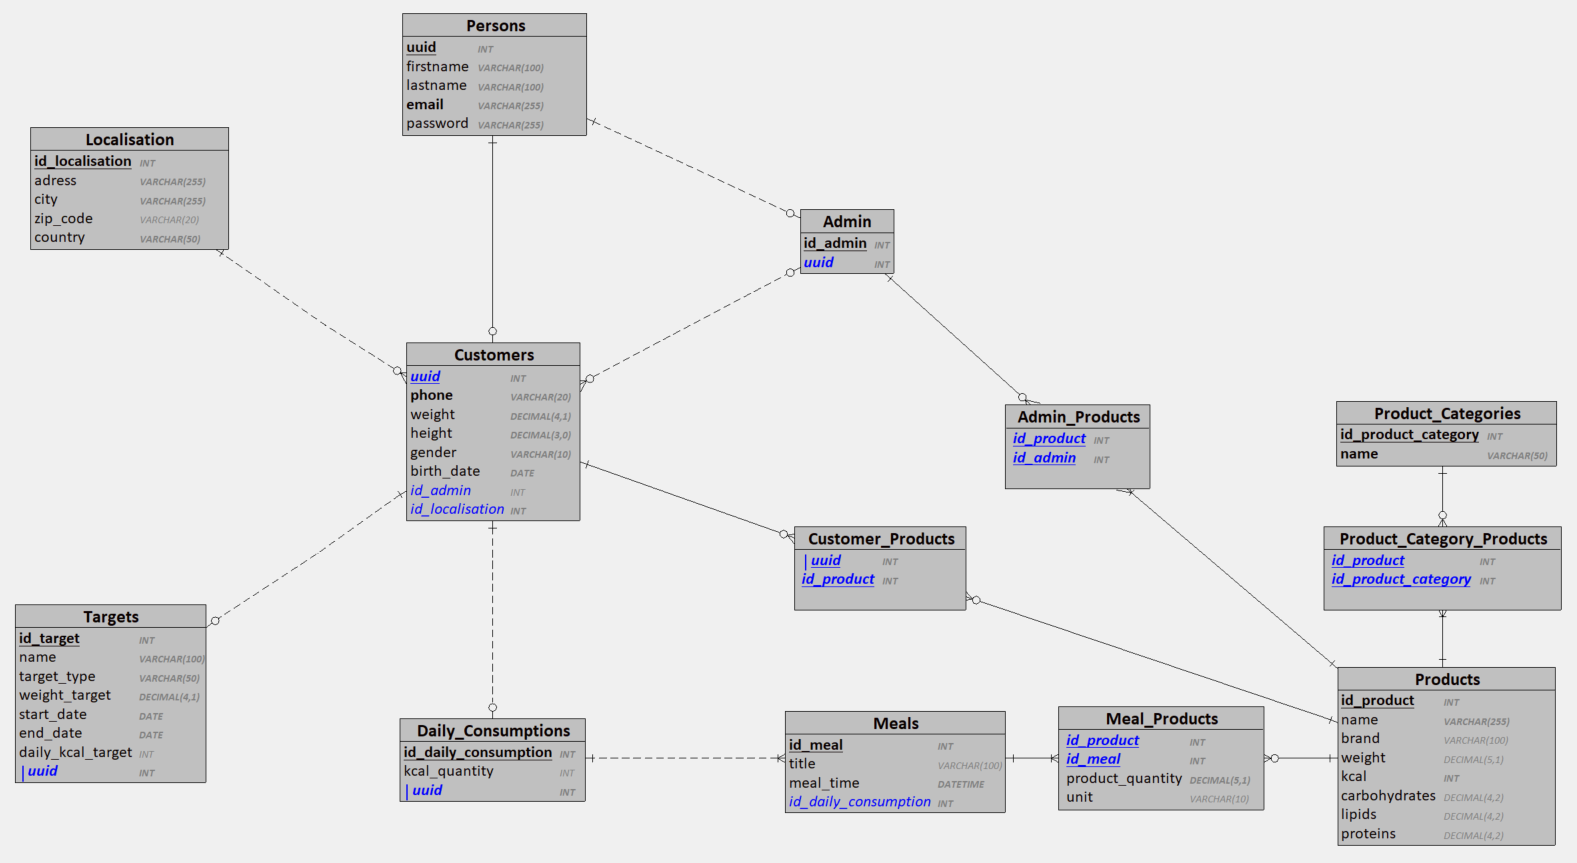 Persons
uuid INT
firstname VARCHAR(100)
lastname VARCHAR(100)
email VARCHAR(255)
password VARCHAR(255)
Localisation
id_localisation INT
adress VARCHAR(255)
city VARCHAR(255)
zip_code VARCHAR(20)
country VARCHAR(50)
Admin
id_admin INT
uuid INT
Customers
uuid INT
phone VARCHAR(20)
weight DECIMAL(4,1)
height DECIMAL(3,0)
gender VARCHAR(10)
birth_date DATE
id_admin INT
id_localisation INT
Admin_Products
id_product INT
id_admin INT
Product_Categories
id_product_category INT
name VARCHAR(50)
Customer_Products
uuid INT
id_product INT
Product_Category_Products
id_product INT
id_product_category INT
Targets
id_target INT
name VARCHAR(100)
target_type VARCHAR(50)
weight_target DECIMAL(4,1)
start_date DATE
end_date DATE
daily_kcal_target INT
uuid INT
Daily_Consumptions
id_daily_consumption INT
kcal_quantity INT
uuid INT
Meals
id_meal INT
title VARCHAR(100)
meal_time DATETIME
id_daily_consumption INT
Meal_Products
id_product INT
id_meal INT
product_quantity DECIMAL(5,1)
unit VARCHAR(10)
Products
id_product INT
name VARCHAR(255)
brand VARCHAR(100)
weight DECIMAL(5,1)
kcal INT
carbohydrates DECIMAL(4,2)
lipids DECIMAL(4,2)
proteins DECIMAL(4,2)